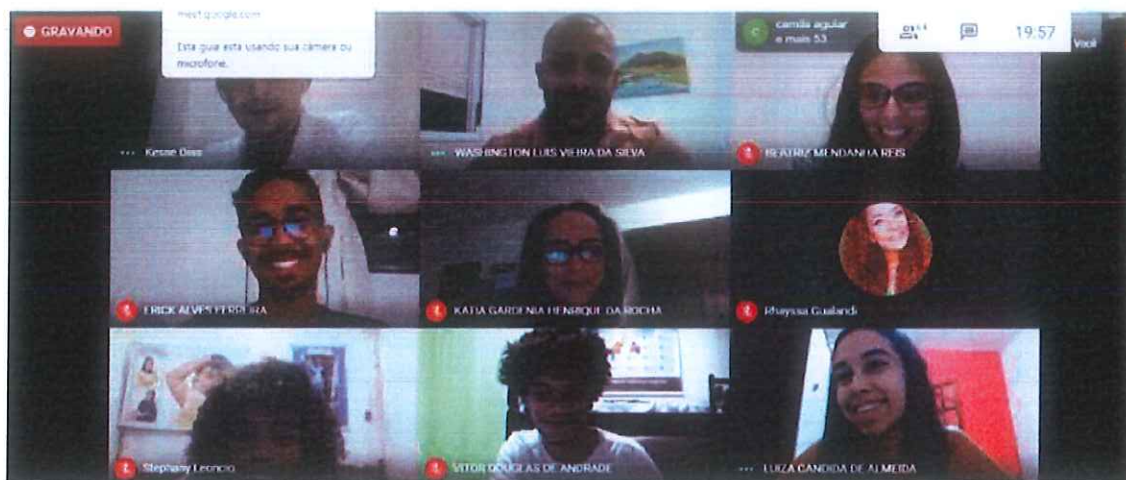 GRAVANDO
meet.google.com
Esta guia está usando sua câmera ou
microfone.
c
camila aguiar
e mais 53
19:57
Você
Kesne Dias
WASHINGTON LUIS VIEIRA DA SILVA
BEATRIZ MENDANHA REIS
ERICK ALVES FERREIRA
KATIA GARDENIA HENRIQUE DA ROCHA
Rhayssa Gualandi
Stephany Leoncio
VITOR DOUGLAS DE ANDRADE
LUIZA CANDIDA DE ALMEIDA